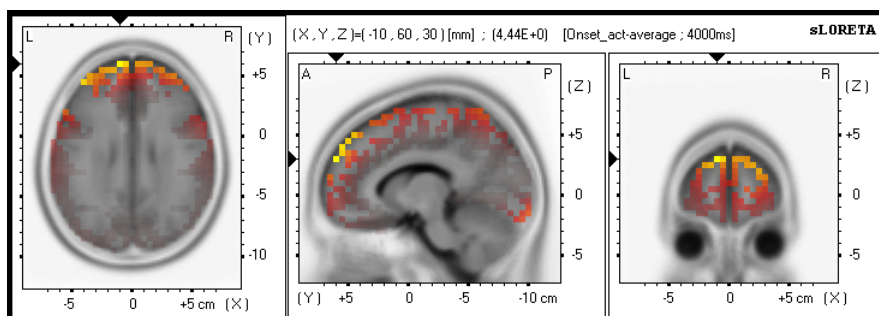 (X, Y, Z)=(-10, 60, 30) [mm] ; (4,44E+0) [Onset_act-average ; 4000ms] sLORETA
L R (Y)
+5
0
-5
-10
-5 0 +5 cm (X)
A P (Z)
+5
0
-5
(Y) +5 0 -5 -10 cm
L R (Z)
+5
0
-5
-5 0 +5 cm (X)